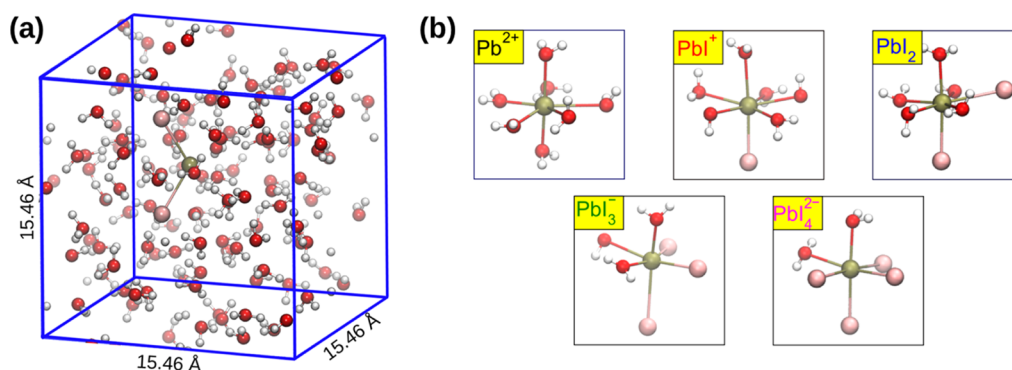 (a)
15.46 Å
15.46 Å
15.46 Å
(b)
Pb²⁺
PbI⁺
PbI₂
PbI₃⁻
PbI₄²⁻